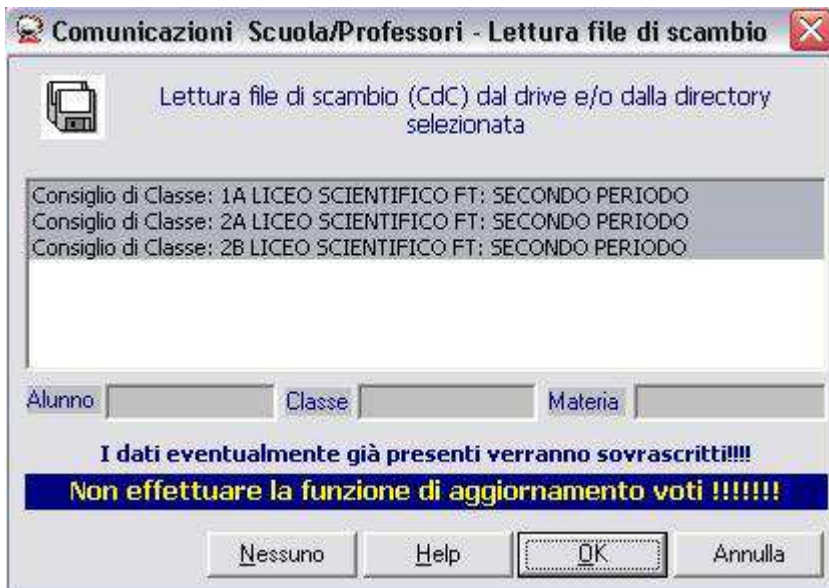 Comunicazioni Scuola/Professori - Lettura file di scambio
Lettura file di scambio (CdC) dal drive e/o dalla directory
selezionata
Consiglio di Classe: 1A LICEO SCIENTIFICO FT: SECONDO PERIODO
Consiglio di Classe: 2A LICEO SCIENTIFICO FT: SECONDO PERIODO
Consiglio di Classe: 2B LICEO SCIENTIFICO FT: SECONDO PERIODO
Alunno Classe Materia
I dati eventualmente già presenti verranno sovrascritti!!!!
Non effettuare la funzione di aggiornamento voti !!!!!!!
Nessuno Help OK Annulla